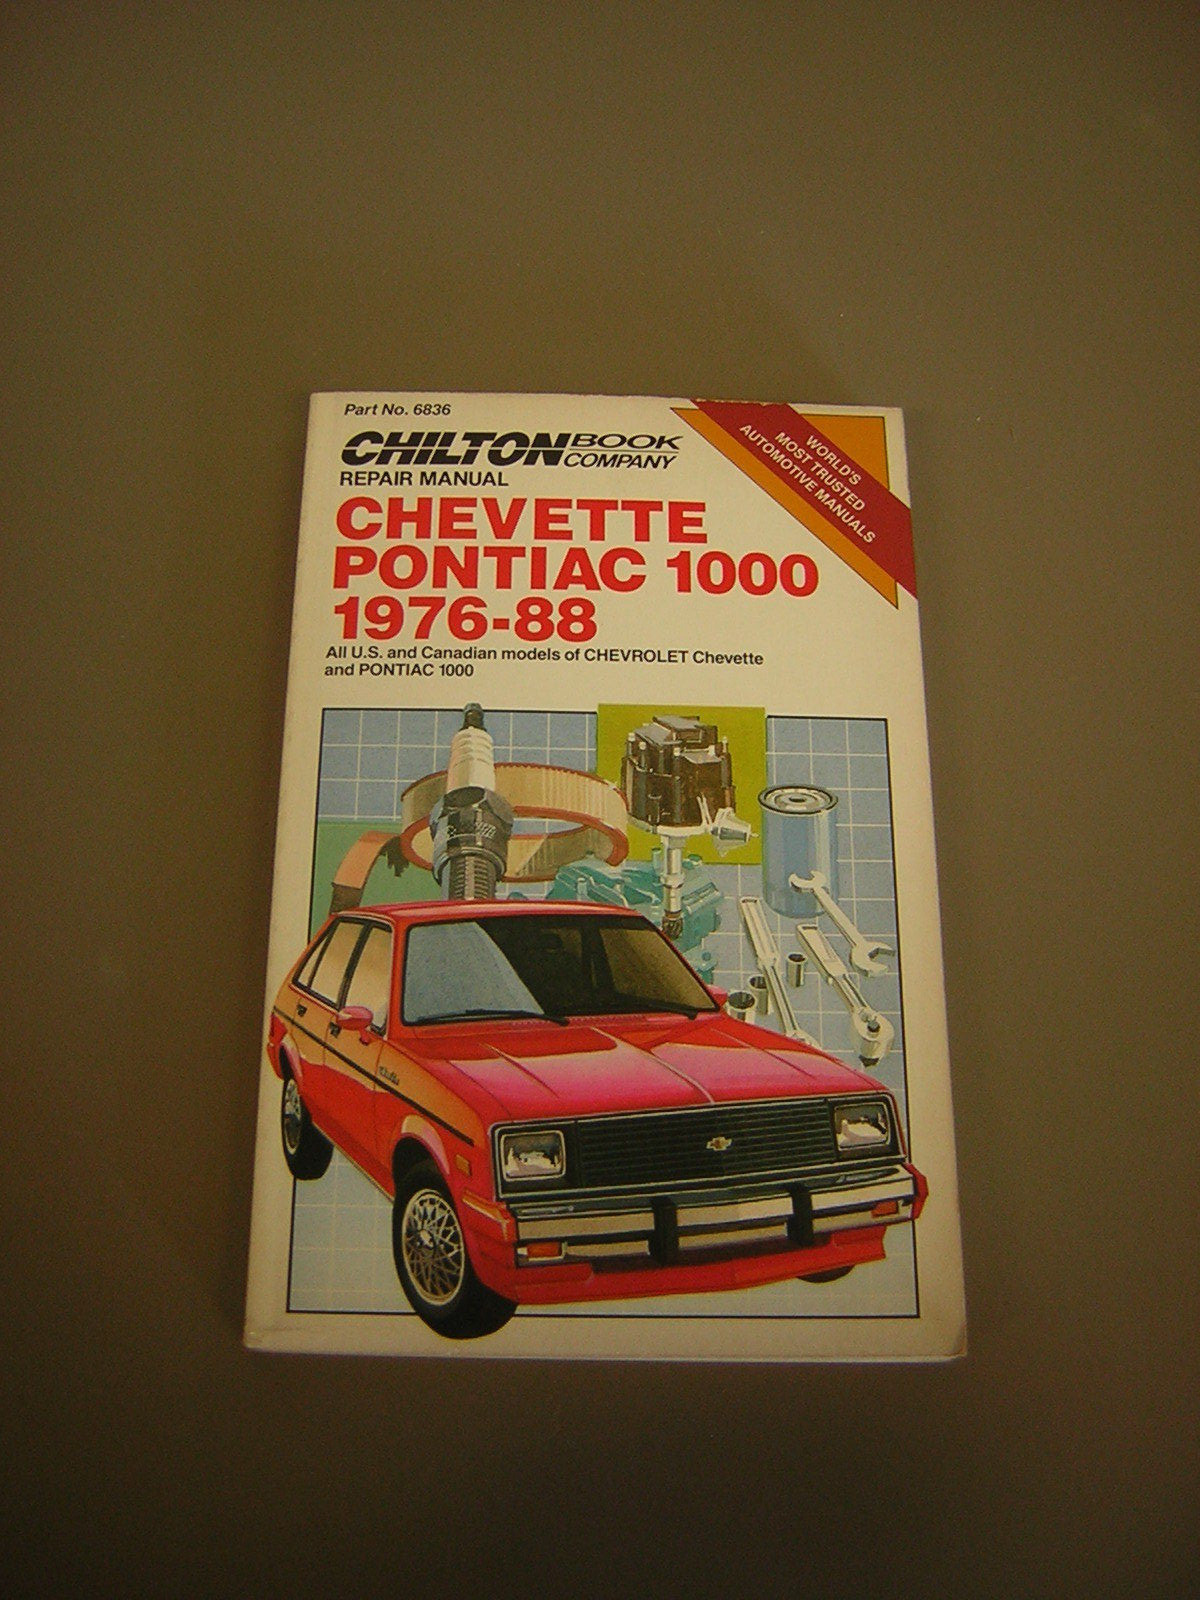 Part No. 6836
CHILTON BOOK COMPANY
REPAIR MANUAL
CHEVETTE
PONTIAC 1000
1976-88
All U.S. and Canadian models of CHEVROLET Chevette
and PONTIAC 1000
WORLD'S
MOST TRUSTED
AUTOMOTIVE MANUALS